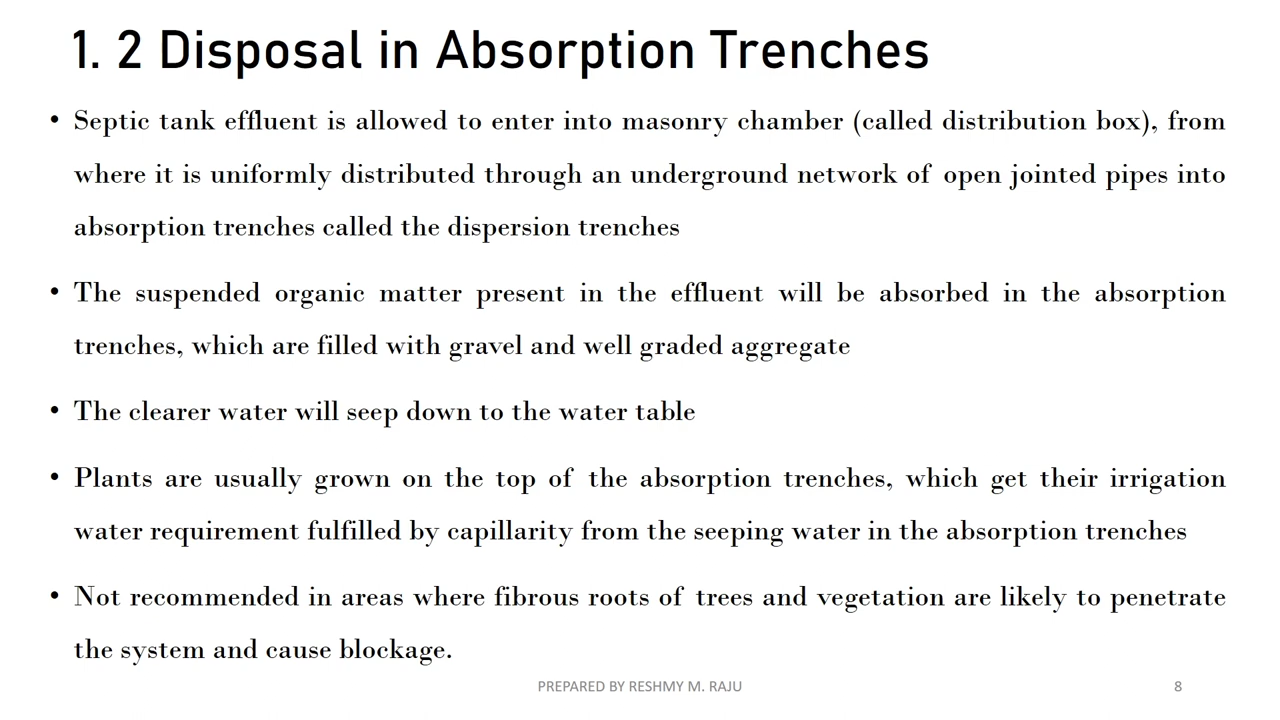 1. 2 Disposal in Absorption Trenches
• Septic tank effluent is allowed to enter into masonry chamber (called distribution box), from
where it is uniformly distributed through an underground network of open jointed pipes into
absorption trenches called the dispersion trenches
• The suspended organic matter present in the effluent will be absorbed in the absorption
trenches, which are filled with gravel and well graded aggregate
• The clearer water will seep down to the water table
• Plants are usually grown on the top of the absorption trenches, which get their irrigation
water requirement fulfilled by capillarity from the seeping water in the absorption trenches
• Not recommended in areas where fibrous roots of trees and vegetation are likely to penetrate
the system and cause blockage.
PREPARED BY RESHMY M. RAJU
8